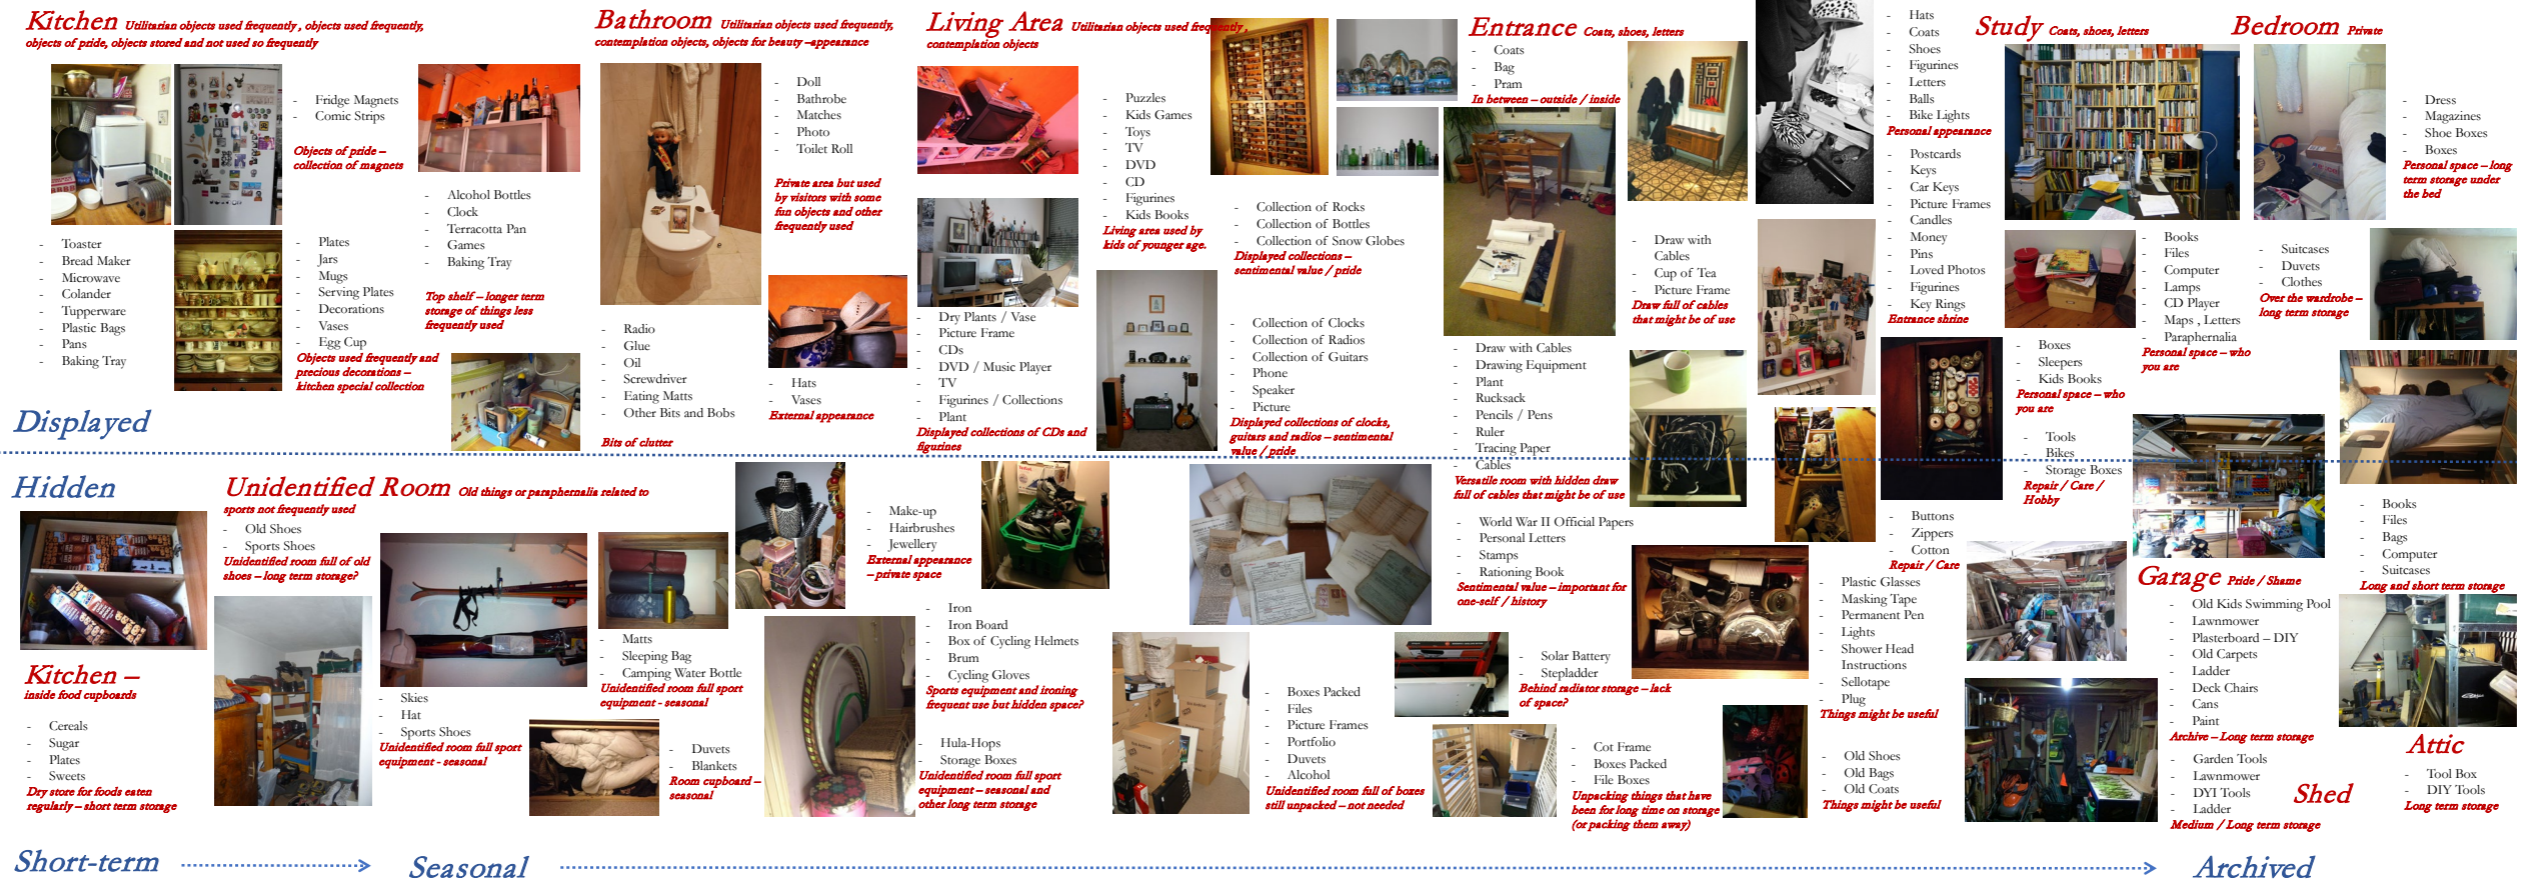 Kitchen Utilitarian objects used frequently , objects used frequently,
objects of pride, objects stored and not used so frequently
- Fridge Magnets
- Comic Strips
Objects of pride –
collection of magnets
- Alcohol Bottles
- Clock
- Terracotta Pan
- Games
- Baking Tray
Top shelf – longer term
storage of things less
frequently used
- Toaster
- Bread Maker
- Microwave
- Colander
- Tupperware
- Plastic Bags
- Pans
- Baking Tray
- Plates
- Jars
- Mugs
- Serving Plates
- Decorations
- Vases
- Egg Cup
Objects used frequently and
precious decorations –
kitchen special collection
Bathroom Utilitarian objects used frequently,
contemplation objects, objects for beauty –appearance
- Doll
- Bathrobe
- Matches
- Photo
- Toilet Roll
Private area but used
by visitors with some
fun objects and other
frequently used
- Radio
- Glue
- Oil
- Screwdriver
- Eating Matts
- Other Bits and Bobs
Bits of clutter
- Hats
- Vases
External appearance
Living Area Utilitarian objects used frequently ,
contemplation objects
- Puzzles
- Kids Games
- Toys
- TV
- DVD
- CD
- Figurines
- Kids Books
Living area used by
kids of younger age.
- Dry Plants / Vase
- Picture Frame
- CDs
- DVD / Music Player
- TV
- Figurines / Collections
- Plant
Displayed collections of CDs and
figurines
- Collection of Rocks
- Collection of Bottles
- Collection of Snow Globes
Displayed collections –
sentimental value / pride
- Collection of Clocks
- Collection of Radios
- Collection of Guitars
- Phone
- Speaker
- Picture
Displayed collections of clocks,
guitars and radios – sentimental
value / pride
Entrance Coats, shoes, letters
- Coats
- Bag
- Pram
In between – outside / inside
- Draw with
Cables
- Cup of Tea
- Picture Frame
Draw full of cables
that might be of use
- Draw with Cables
- Drawing Equipment
- Plant
- Rucksack
- Pencils / Pens
- Ruler
- Tracing Paper
- Cables
Versatile room with hidden draw
full of cables that might be of use
- Hats
- Coats
- Shoes
- Figurines
- Letters
- Balls
- Bike Lights
Personal appearance
- Postcards
- Keys
- Car Keys
- Picture Frames
- Candles
- Money
- Pins
- Loved Photos
- Figurines
- Key Rings
Entrance shrine
Study Coats, shoes, letters
- Books
- Files
- Computer
- Lamps
- CD Player
- Maps , Letters
- Paraphernalia
Personal space – who
you are
- Boxes
- Sleepers
- Kids Books
Personal space – who
you are
- Tools
- Bikes
- Storage Boxes
Repair / Care /
Hobby
Bedroom Private
- Dress
- Magazines
- Shoe Boxes
- Boxes
Personal space – long
term storage under
the bed
- Suitcases
- Duvets
- Clothes
Over the wardrobe –
long term storage
Displayed
Hidden
Kitchen –
inside food cupboards
- Cereals
- Sugar
- Plates
- Sweets
Dry store for foods eaten
regularly – short term storage
Unidentified Room Old things or paraphernalia related to
sports not frequently used
- Old Shoes
- Sports Shoes
Unidentified room full of old
shoes – long term storage?
- Skies
- Hat
- Sports Shoes
Unidentified room full sport
equipment - seasonal
- Matts
- Sleeping Bag
- Camping Water Bottle
Unidentified room full sport
equipment - seasonal
- Duvets
- Blankets
Room cupboard –
seasonal
- Make-up
- Hairbrushes
- Jewellery
External appearance
– private space
- Iron
- Iron Board
- Box of Cycling Helmets
- Brum
- Cycling Gloves
Sports equipment and ironing
frequent use but hidden space?
- Hula-Hops
- Storage Boxes
Unidentified room full sport
equipment – seasonal and
other long term storage
- Boxes Packed
- Files
- Picture Frames
- Portfolio
- Duvets
- Alcohol
Unidentified room full of boxes
still unpacked – not needed
- World War II Official Papers
- Personal Letters
- Stamps
- Rationing Book
Sentimental value – important for
one-self / history
- Solar Battery
- Stepladder
Behind radiator storage – lack
of space?
- Cot Frame
- Boxes Packed
- File Boxes
Unpacking things that have
been for long time on storage
(or packing them away)
- Buttons
- Zippers
- Cotton
Repair / Care
- Plastic Glasses
- Masking Tape
- Permanent Pen
- Lights
- Shower Head
Instructions
- Sellotape
- Plug
Things might be useful
- Old Shoes
- Old Bags
- Old Coats
Things might be useful
Garage Pride / Shame
- Old Kids Swimming Pool
- Lawnmower
- Plasterboard – DIY
- Old Carpets
- Ladder
- Deck Chairs
- Cans
- Paint
Archive – Long term storage
- Garden Tools
- Lawnmower
- DYI Tools
- Ladder
Medium / Long term storage
Shed
- Books
- Files
- Bags
- Computer
- Suitcases
Long and short term storage
Attic
- Tool Box
- DIY Tools
Long term storage
Short-term
Seasonal
Archived